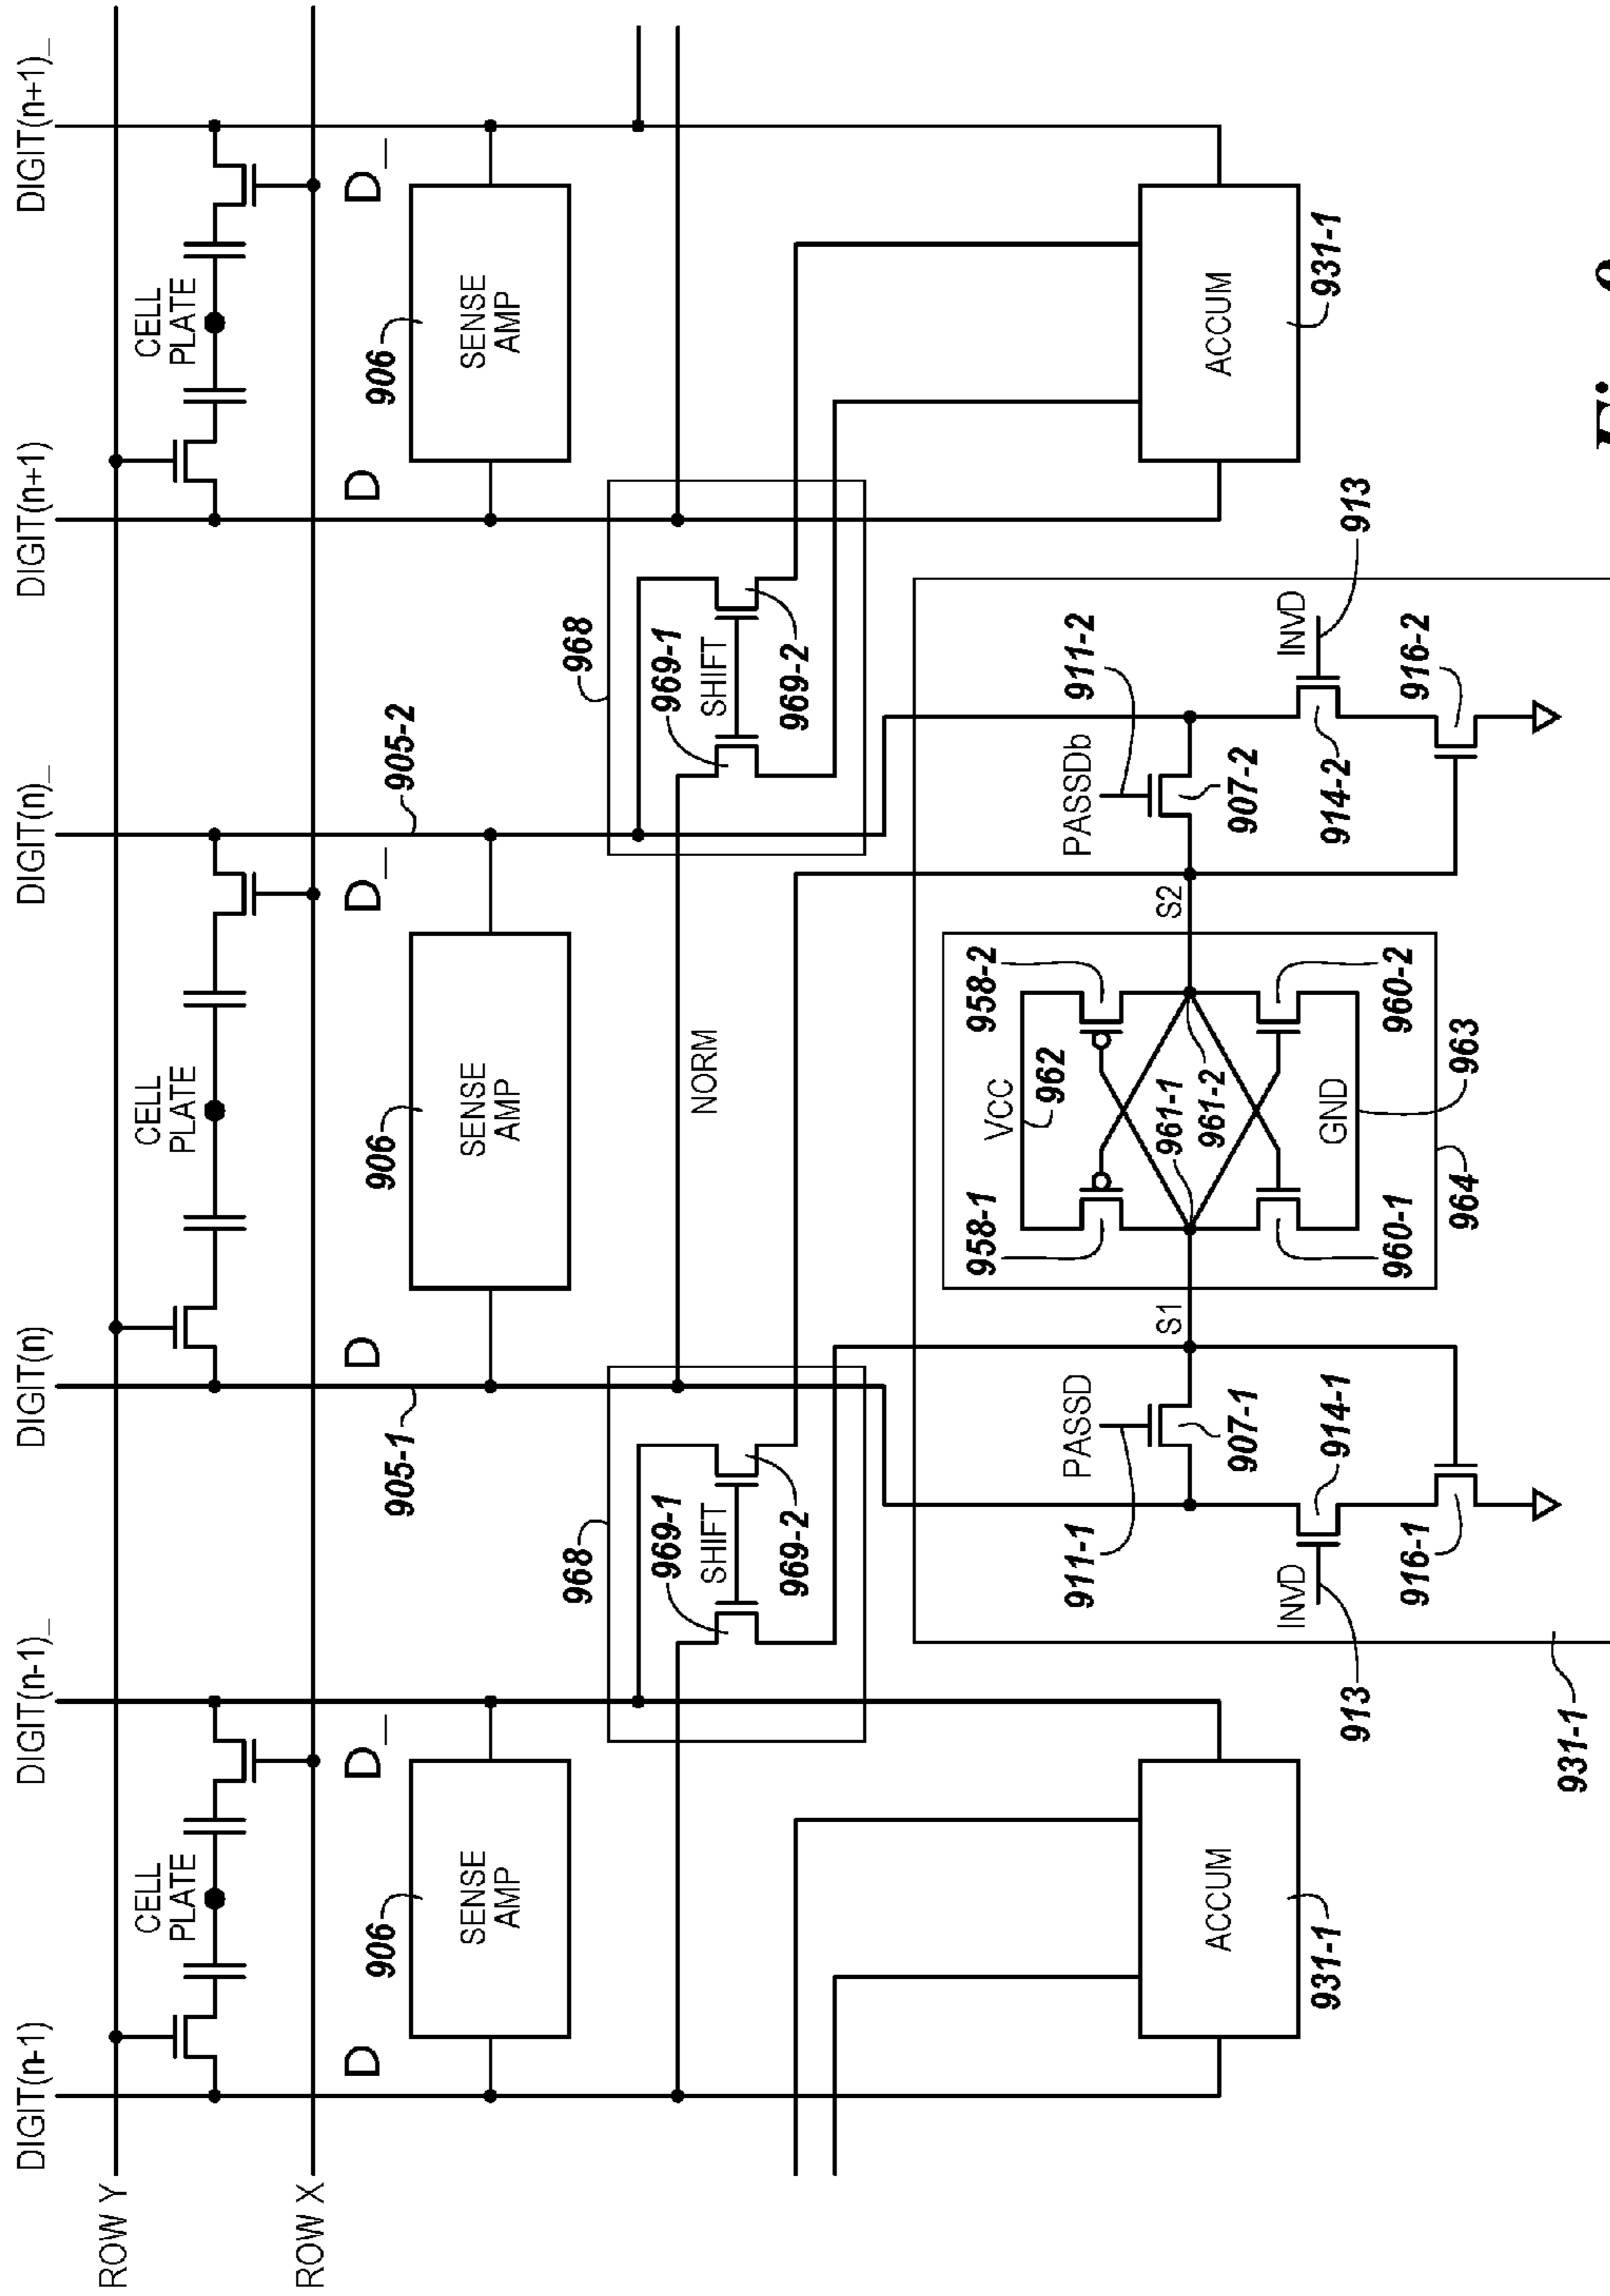 DIGIT(n-1)
DIGIT(n-1)_
DIGIT(n)
DIGIT(n)_
DIGIT(n+1)
DIGIT(n+1)_
ROW Y
CELL
PLATE
CELL
PLATE
CELL
PLATE
ROW X
D
D_
D
D_
D
D_
906
905-1
906
905-2
906
SENSE
AMP
SENSE
AMP
SENSE
AMP
968
968
969-1
SHIFT
969-2
NORM
969-1
SHIFT
969-2
911-1
PASSD
907-1
958-1
VCC
962
958-2
PASSDb
911-2
907-2
S1
961-1
961-2
S2
ACCUM
931-1
ACCUM
931-1
913
INVD
914-1
916-1
960-1
GND
960-2
964
963
914-2
INVD
913
916-2
931-1